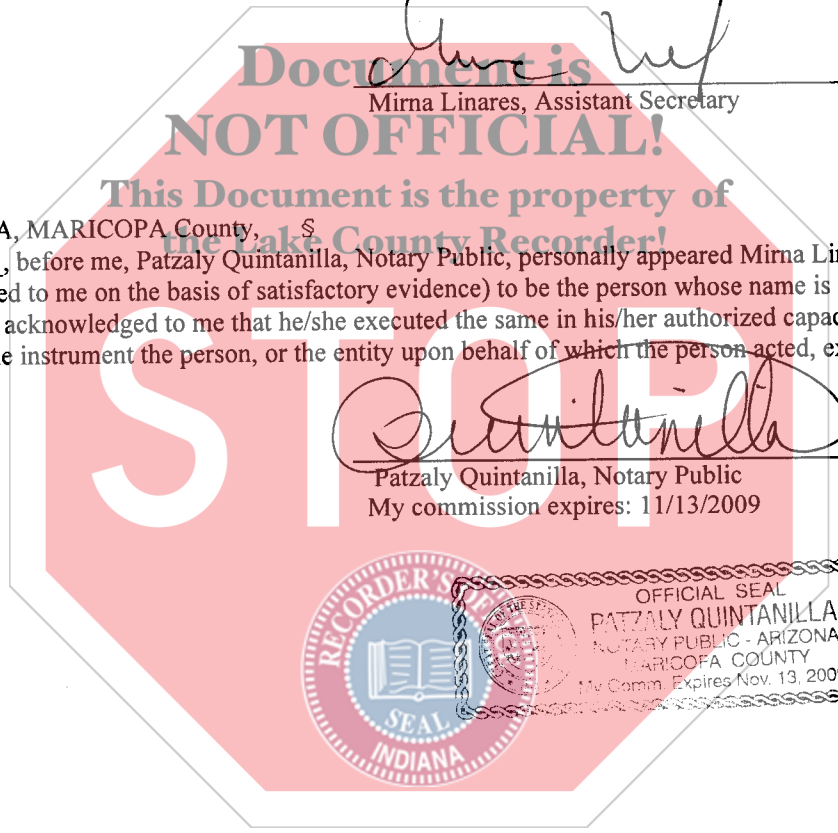 Document is
Mirna Linares, Assistant Secretary
NOT OFFICIAL!
This Document is the property of
A, MARICOPA County, §
the Lake County Recorder!
, before me, Patzaly Quintanilla, Notary Public, personally appeared Mirna Li
ed to me on the basis of satisfactory evidence) to be the person whose name is
acknowledged to me that he/she executed the same in his/her authorized capac
e instrument the person, or the entity upon behalf of which the person acted, ex
STOP
Quintanilla
Patzaly Quintanilla, Notary Public
My commission expires: 11/13/2009
RECORDER'S OFFICE
SEAL
INDIANA
OFFICIAL SEAL
PATZALY QUINTANILLA
NOTARY PUBLIC - ARIZONA
MARICOPA COUNTY
My Comm. Expires Nov. 13, 200